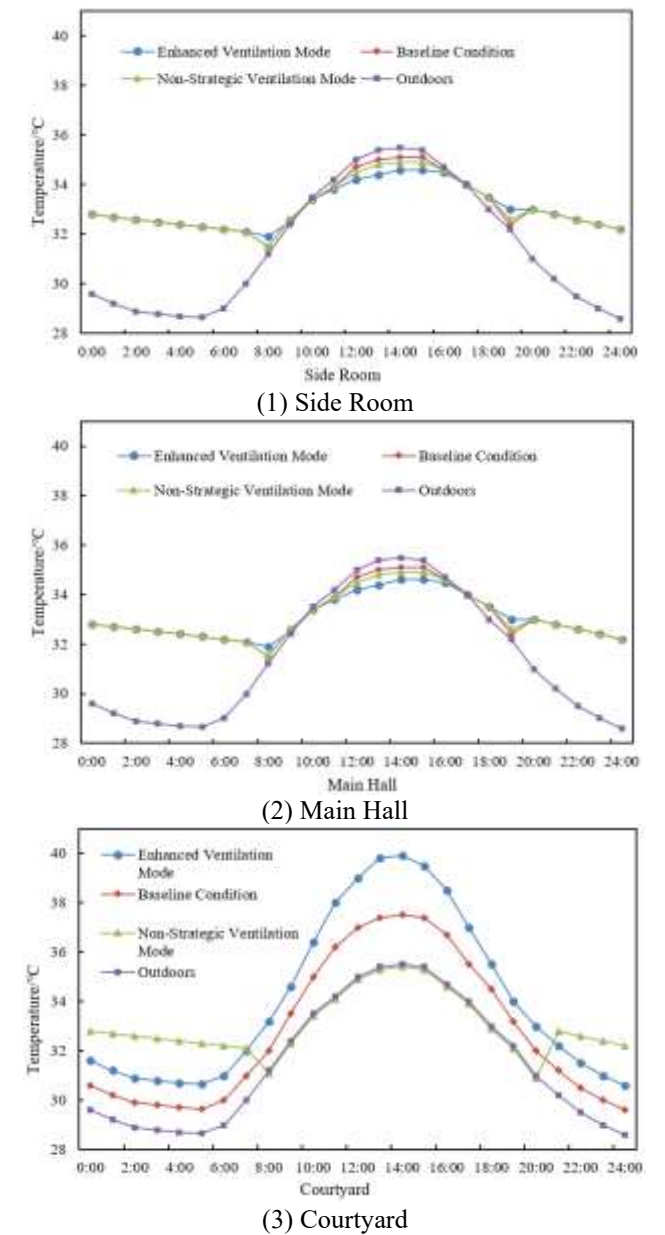 40
Enhanced Ventilation Mode Baseline Condition
38
Non-Strategic Ventilation Mode Outdoors
36
34
32
30
28
Temperature/°C
0:00 2:00 4:00 6:00 8:00 10:00 12:00 14:00 16:00 18:00 20:00 22:00 24:00
Side Room
(1) Side Room
40
Enhanced Ventilation Mode Baseline Condition
38
Non-Strategic Ventilation Mode Outdoors
36
34
32
30
28
Temperature/°C
0:00 2:00 4:00 6:00 8:00 10:00 12:00 14:00 16:00 18:00 20:00 22:00 24:00
Main Hall
(2) Main Hall
40
Enhanced Ventilation
Mode
Baseline Condition
38
Non-Strategic Ventilation
Mode
36
Outdoors
34
32
30
28
Temperature/°C
0:00 2:00 4:00 6:00 8:00 10:00 12:00 14:00 16:00 18:00 20:00 22:00 24:00
Courtyard
(3) Courtyard